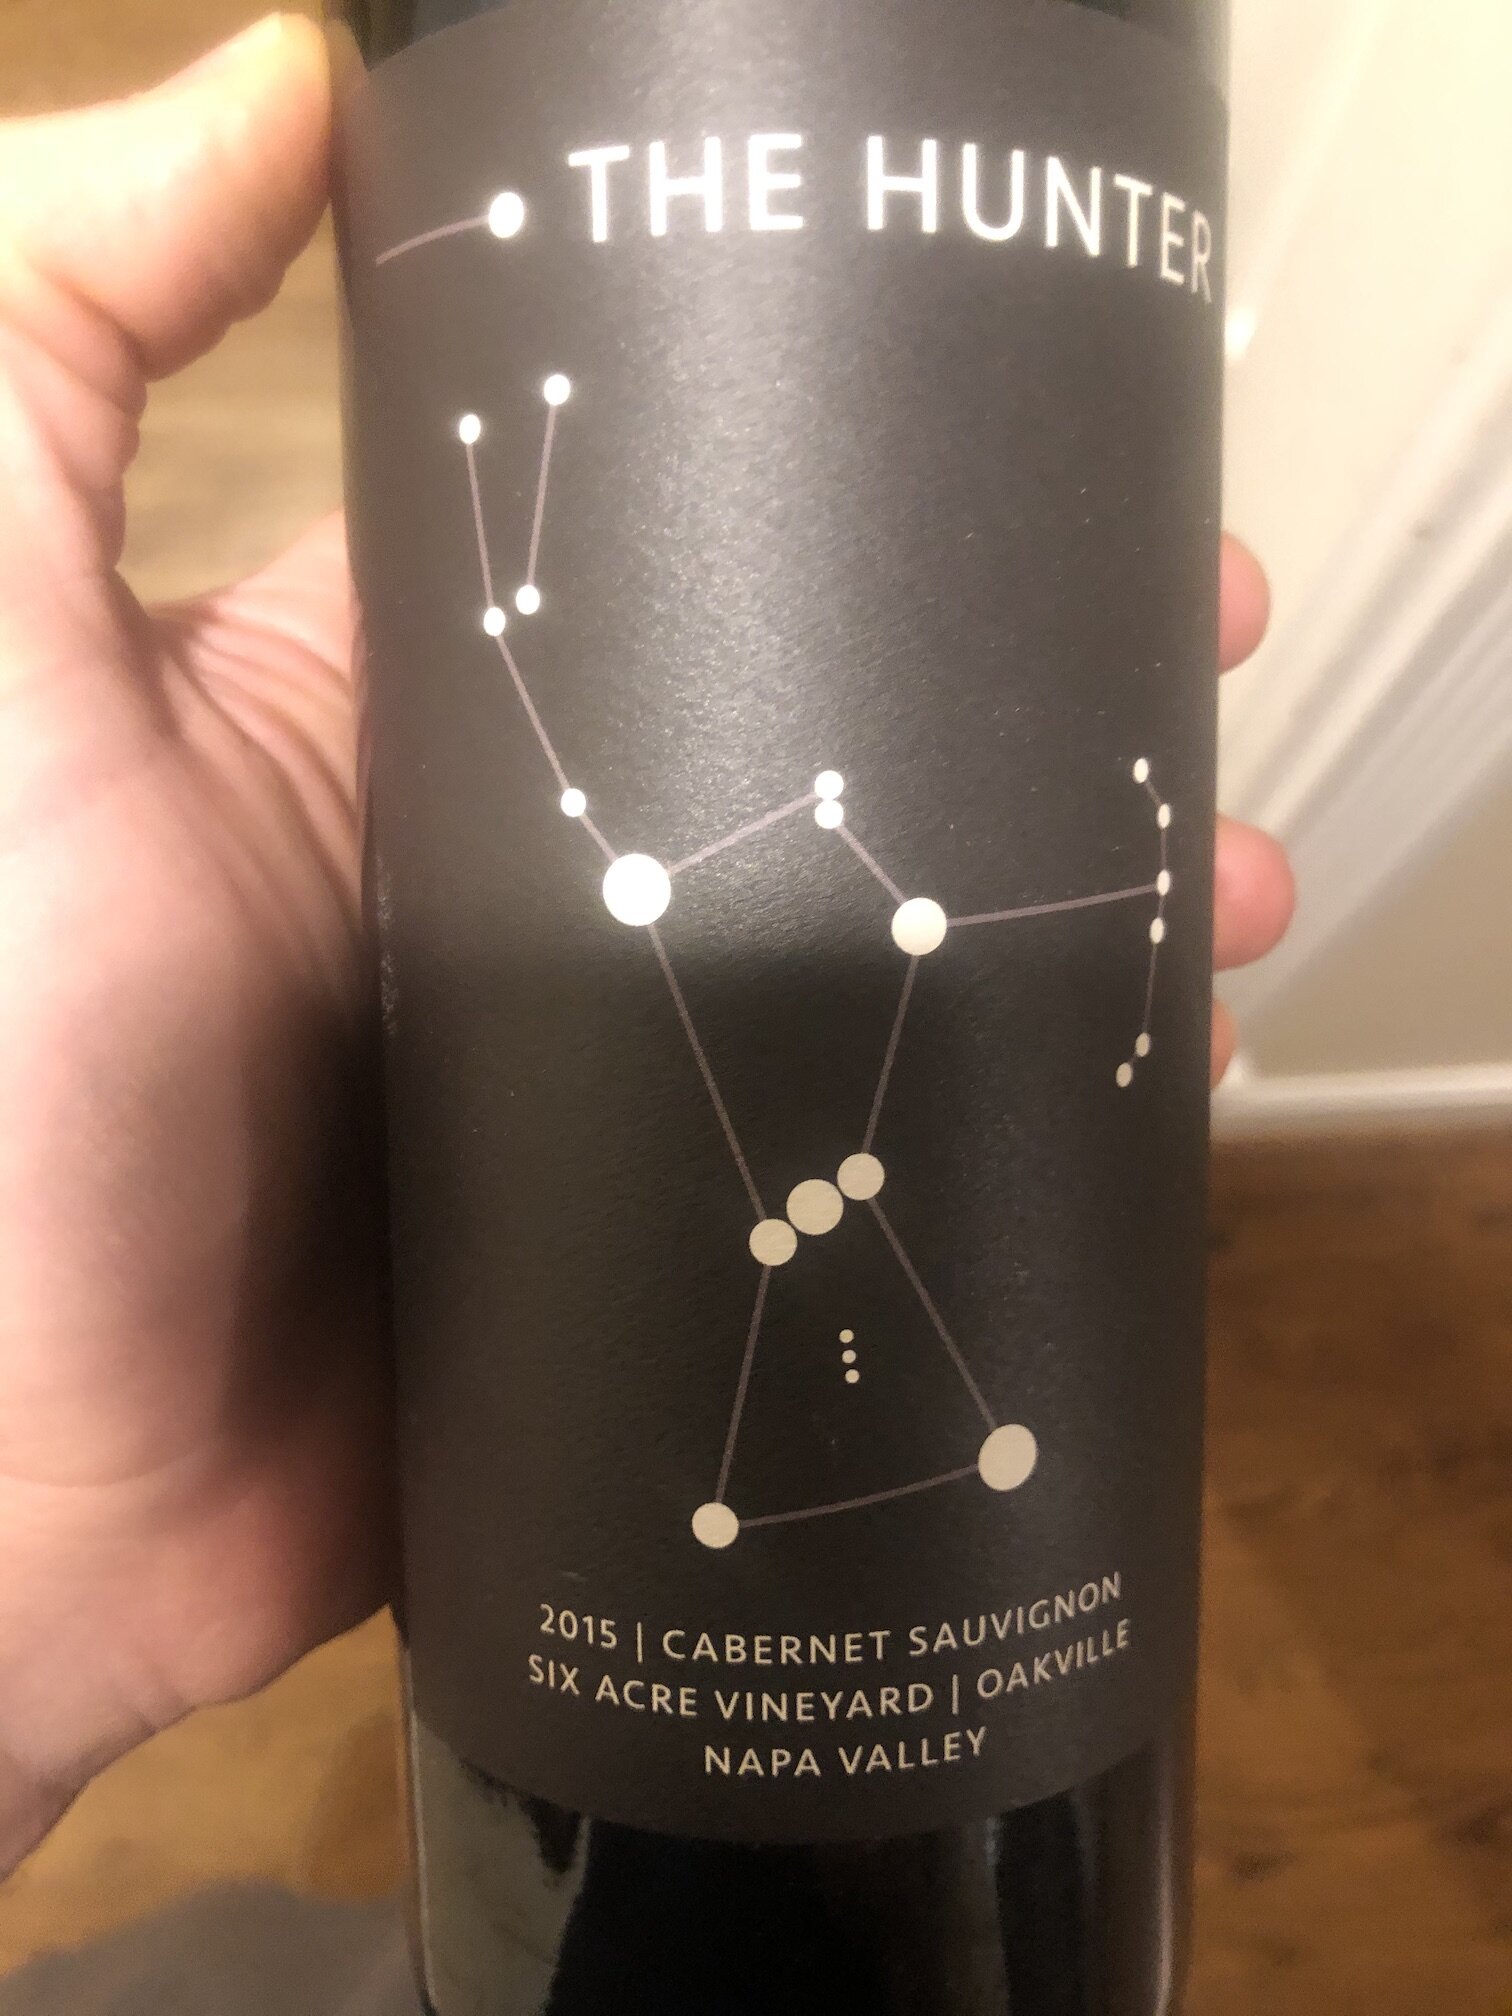 THE HUNTER
2015 | CABERNET SAUVIGNON
SIX ACRE VINEYARD | OAKVILLE
NAPA VALLEY